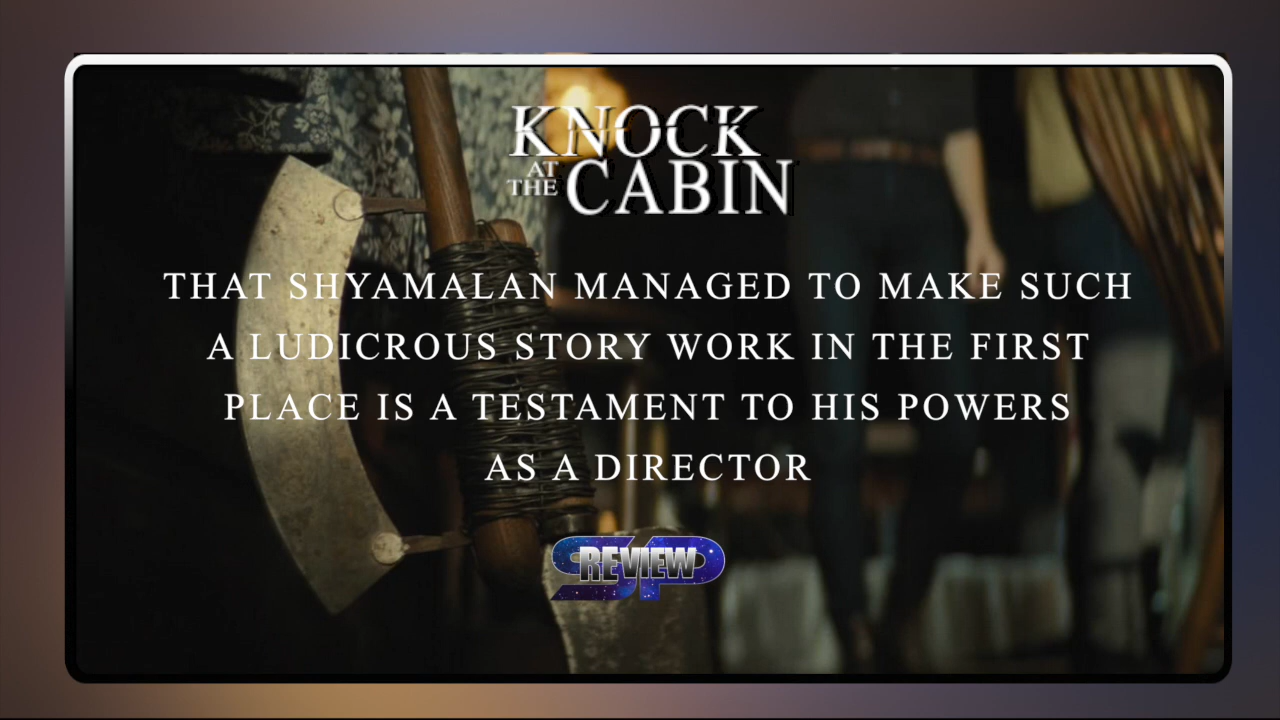 KNOCK
AT THE CABIN
THAT SHYAMALAN MANAGED TO MAKE SUCH
A LUDICROUS STORY WORK IN THE FIRST
PLACE IS A TESTAMENT TO HIS POWERS
AS A DIRECTOR
SP REVIEW